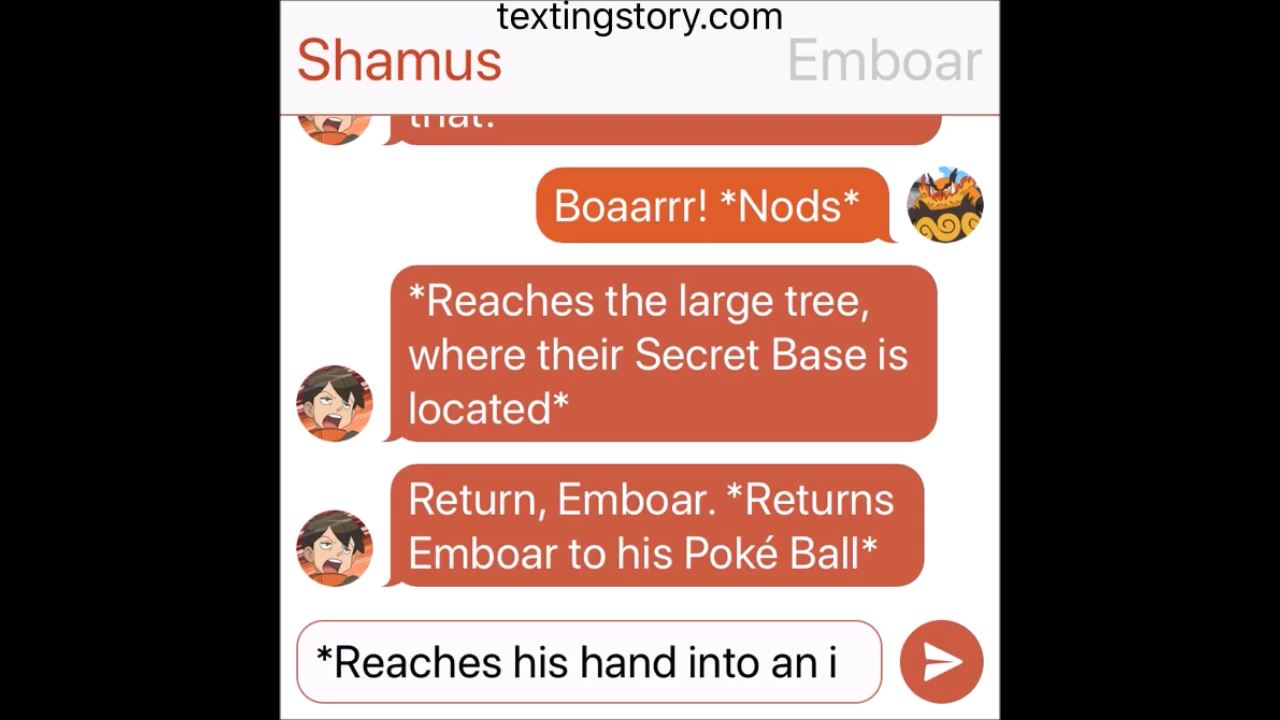 textingstory.com
Shamus
Emboar
that.
Boaarrr! *Nods*
*Reaches the large tree,
where their Secret Base is
located*
Return, Emboar. *Returns
Emboar to his Poké Ball*
*Reaches his hand into an i